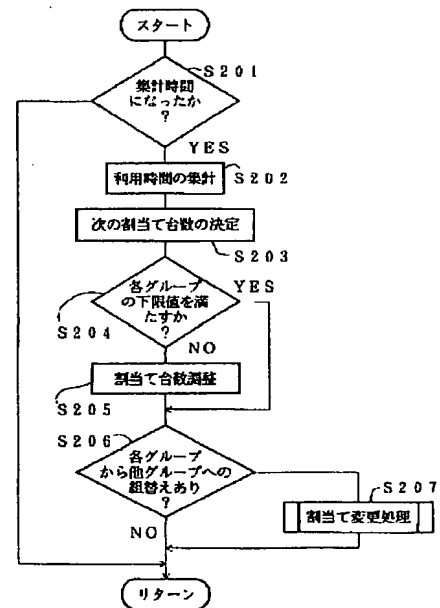 スタート
S201
集計時間
になったか
?
YES
利用時間の集計
S202
次の割当て台数の決定
S203
各グループ
の下限値を
満たすか
?
YES
S204
NO
割当て台数調整
S205
S206
各グループ
から他グループへの
組替えあり
?
S207
割当て変更処理
NO
リターン